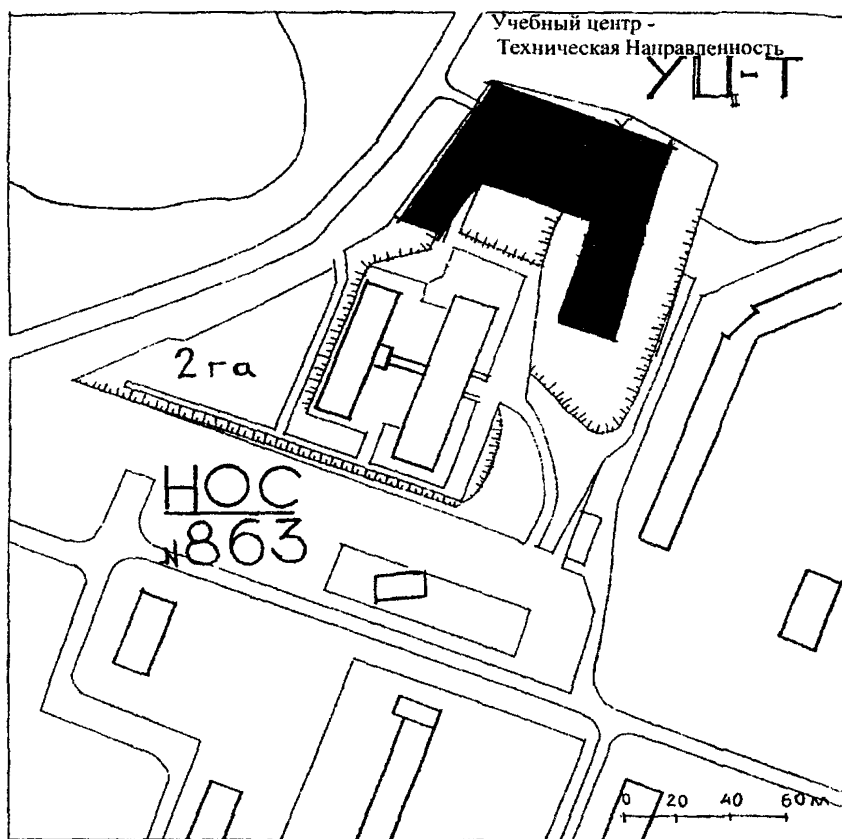 Учебный центр -
Техническая Направленность
УЦ-Т
2 га
НОС
№863
0 20 40 60м